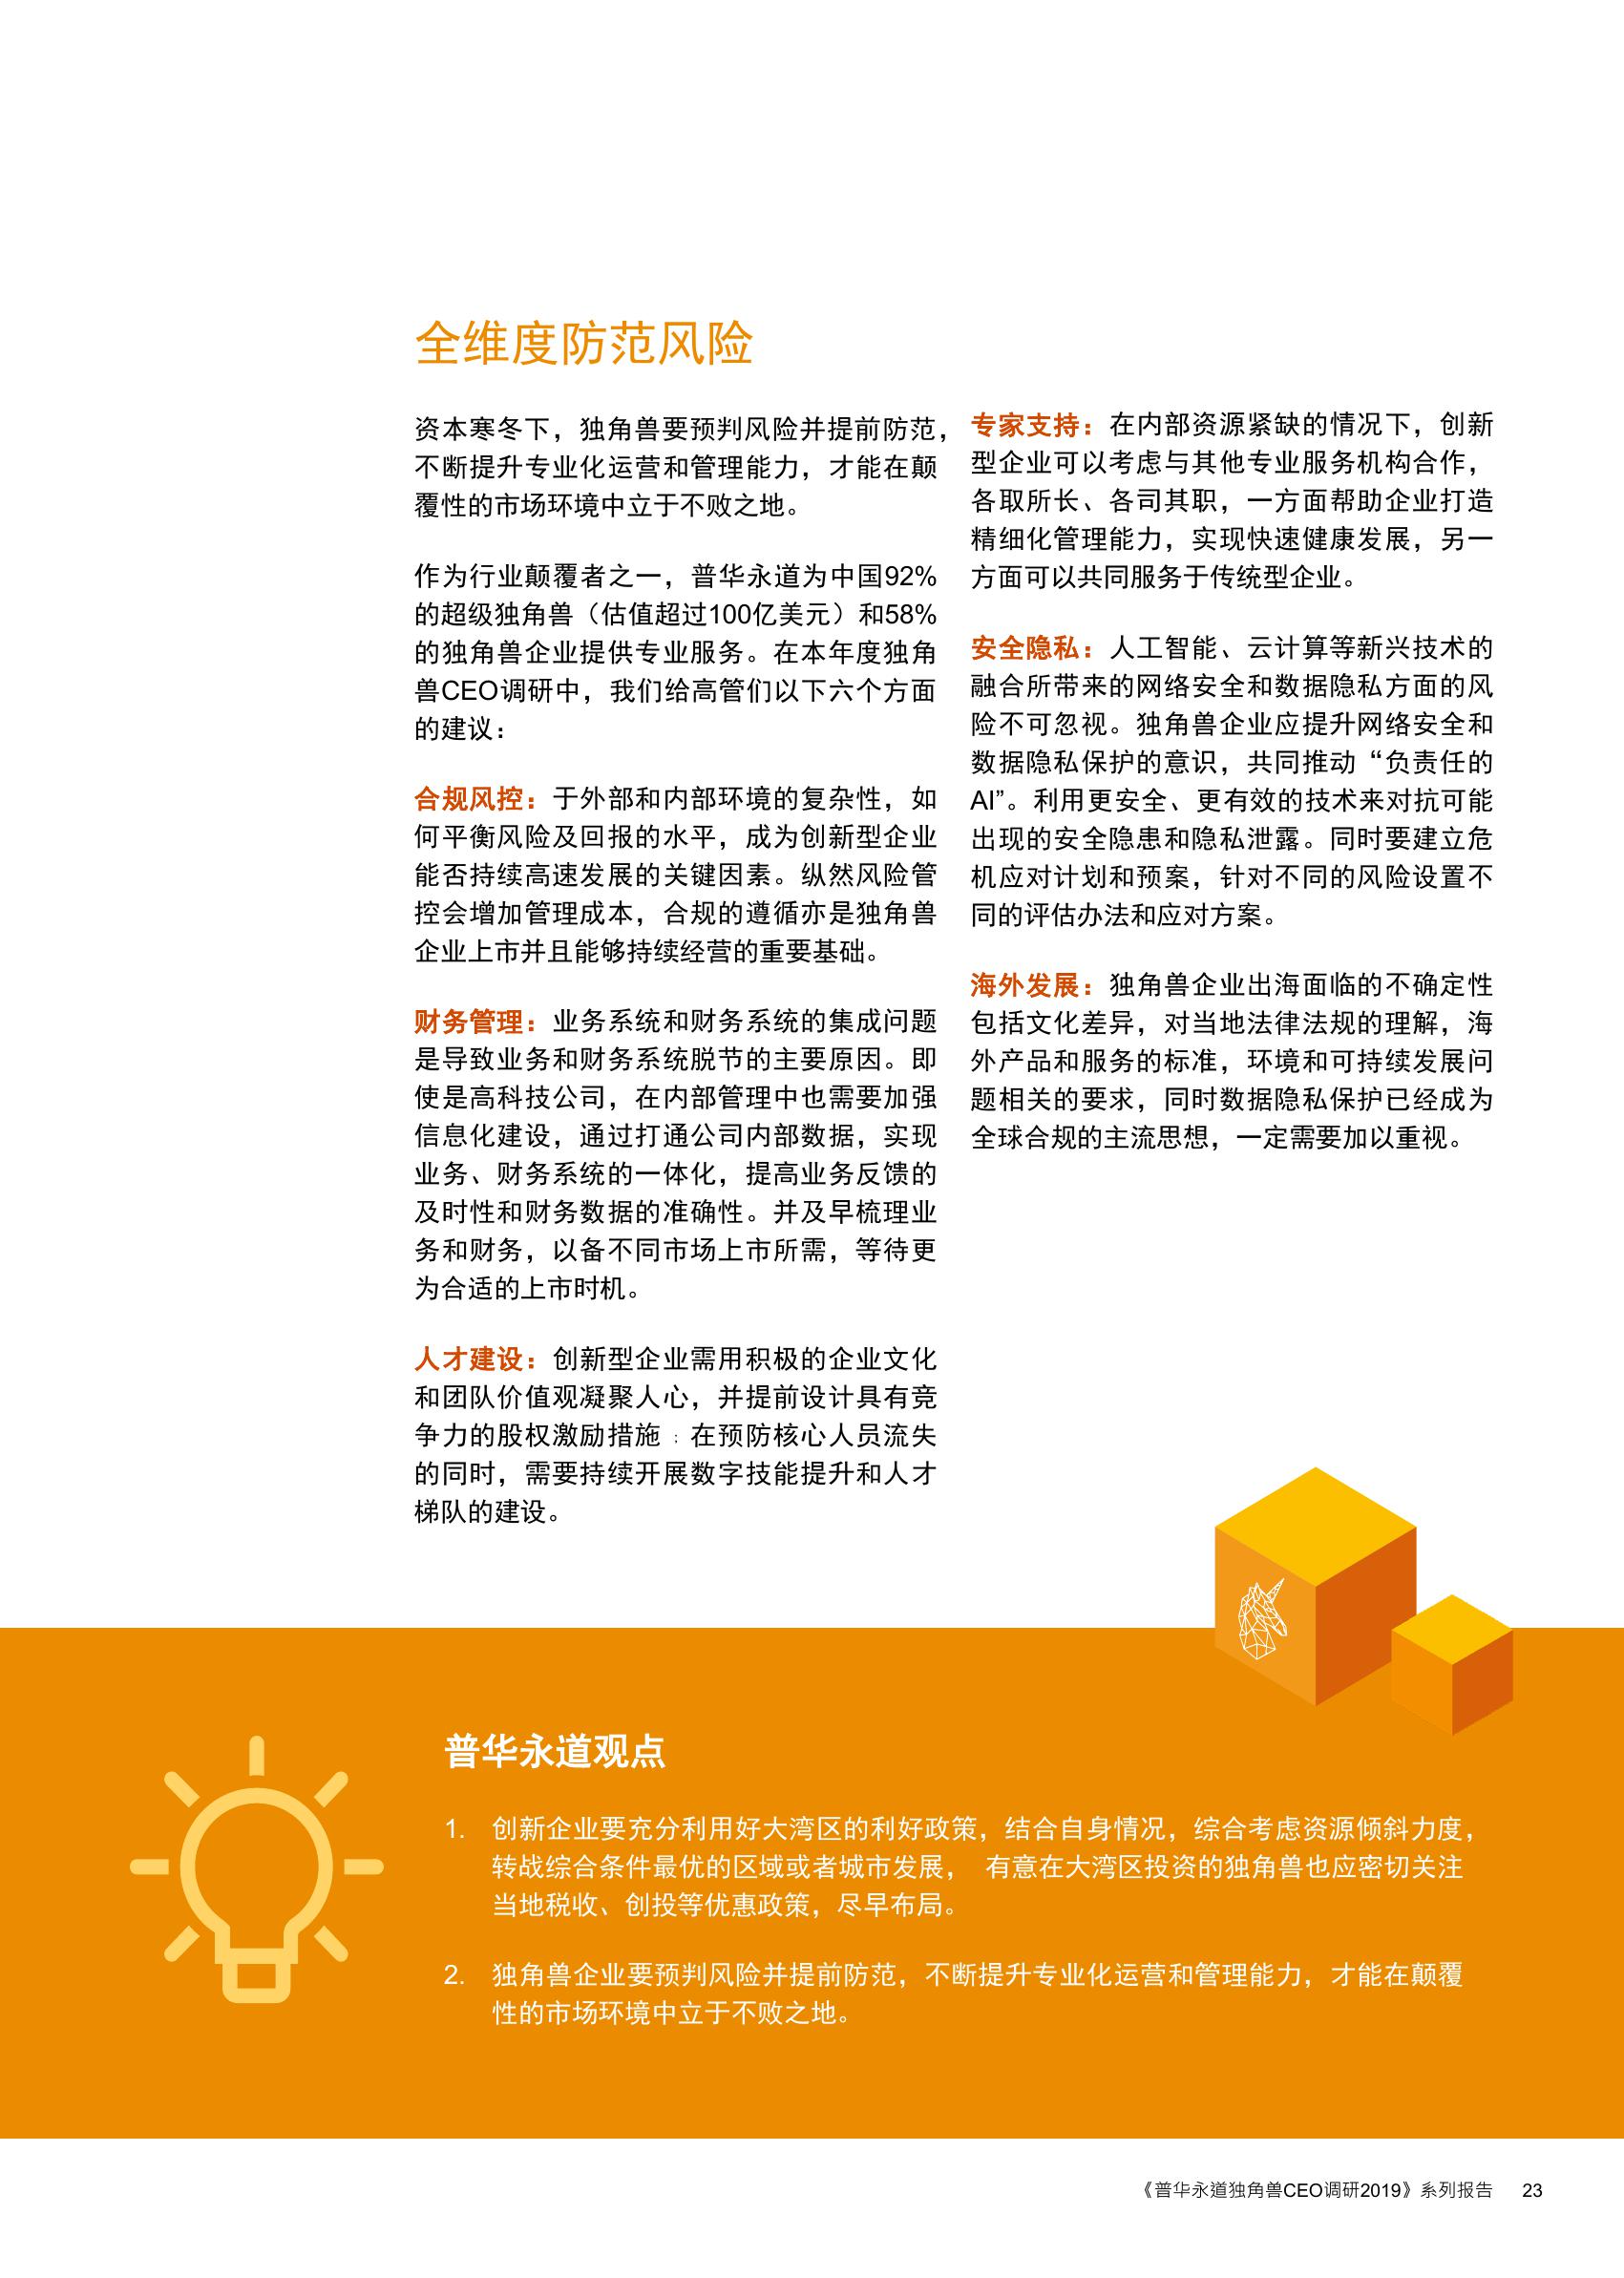 全维度防范风险
资本寒冬下，独角兽要预判风险并提前防范，
不断提升专业化运营和管理能力，才能在颠
覆性的市场环境中立于不败之地。
作为行业颠覆者之一，普华永道为中国92%
的超级独角兽（估值超过100亿美元）和58%
的独角兽企业提供专业服务。在本年度独角
兽CEO调研中，我们给高管们以下六个方面
的建议：
合规风控：于外部和内部环境的复杂性，如
何平衡风险及回报的水平，成为创新型企业
能否持续高速发展的关键因素。纵然风险管
控会增加管理成本，合规的遵循亦是独角兽
企业上市并且能够持续经营的重要基础。
财务管理：业务系统和财务系统的集成问题
是导致业务和财务系统脱节的主要原因。即
使是高科技公司，在内部管理中也需要加强
信息化建设，通过打通公司内部数据，实现
业务、财务系统的一体化，提高业务反馈的
及时性和财务数据的准确性。并及早梳理业
务和财务，以备不同市场上市所需，等待更
为合适的上市时机。
人才建设：创新型企业需用积极的企业文化
和团队价值观凝聚人心，并提前设计具有竞
争力的股权激励措施；在预防核心人员流失
的同时，需要持续开展数字技能提升和人才
梯队的建设。
专家支持：在内部资源紧缺的情况下，创新
型企业可以考虑与其他专业服务机构合作，
各取所长、各司其职，一方面帮助企业打造
精细化管理能力，实现快速健康发展，另一
方面可以共同服务于传统型企业。
安全隐私：人工智能、云计算等新兴技术的
融合所带来的网络安全和数据隐私方面的风
险不可忽视。独角兽企业应提升网络安全和
数据隐私保护的意识，共同推动“负责任的
AI”。利用更安全、更有效的技术来对抗可能
出现的安全隐患和隐私泄露。同时要建立危
机应对计划和预案，针对不同的风险设置不
同的评估办法和应对方案。
海外发展：独角兽企业出海面临的不确定性
包括文化差异，对当地法律法规的理解，海
外产品和服务的标准，环境和可持续发展问
题相关的要求，同时数据隐私保护已经成为
全球合规的主流思想，一定需要加以重视。
普华永道观点
1. 创新企业要充分利用好大湾区的利好政策，结合自身情况，综合考虑资源倾斜力度，
转战综合条件最优的区域或者城市发展， 有意在大湾区投资的独角兽也应密切关注
当地税收、创投等优惠政策，尽早布局。
2. 独角兽企业要预判风险并提前防范，不断提升专业化运营和管理能力，才能在颠覆
性的市场环境中立于不败之地。
《普华永道独角兽CEO调研2019》系列报告 23